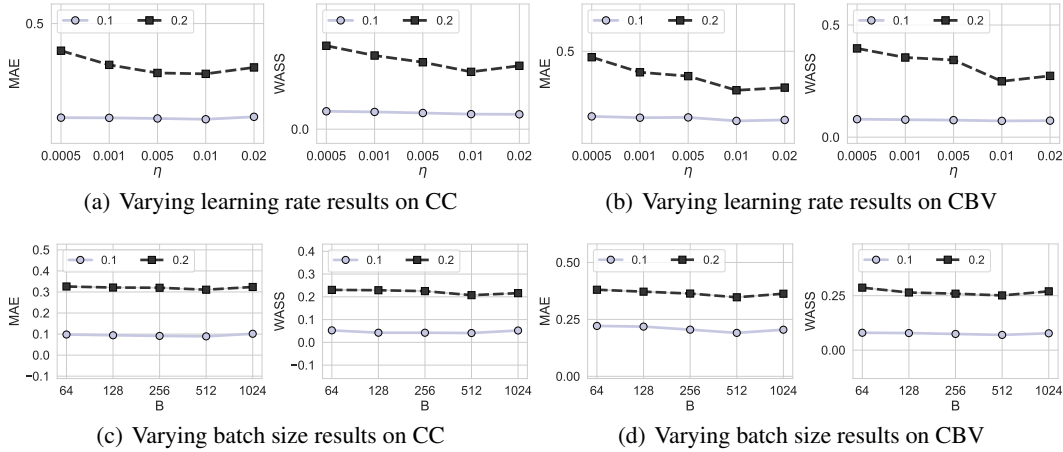 0.1 0.2
0.5
MAE
0.0005 0.001 0.005 0.01 0.02
η
0.1 0.2
WASS
0.0
0.0005 0.001 0.005 0.01 0.02
η
(a) Varying learning rate results on CC
0.1 0.2
0.5
MAE
0.0005 0.001 0.005 0.01 0.02
η
0.1 0.2
0.5
WASS
0.0
0.0005 0.001 0.005 0.01 0.02
η
(b) Varying learning rate results on CBV
0.1 0.2
0.5
0.4
0.3
0.2
0.1
0.0
−0.1
MAE
64 128 256 512 1024
B
0.1 0.2
0.4
0.3
0.2
0.1
0.0
−0.1
WASS
64 128 256 512 1024
B
(c) Varying batch size results on CC
0.1 0.2
0.50
0.25
0.00
MAE
64 128 256 512 1024
B
0.1 0.2
0.25
0.00
WASS
64 128 256 512 1024
B
(d) Varying batch size results on CBV